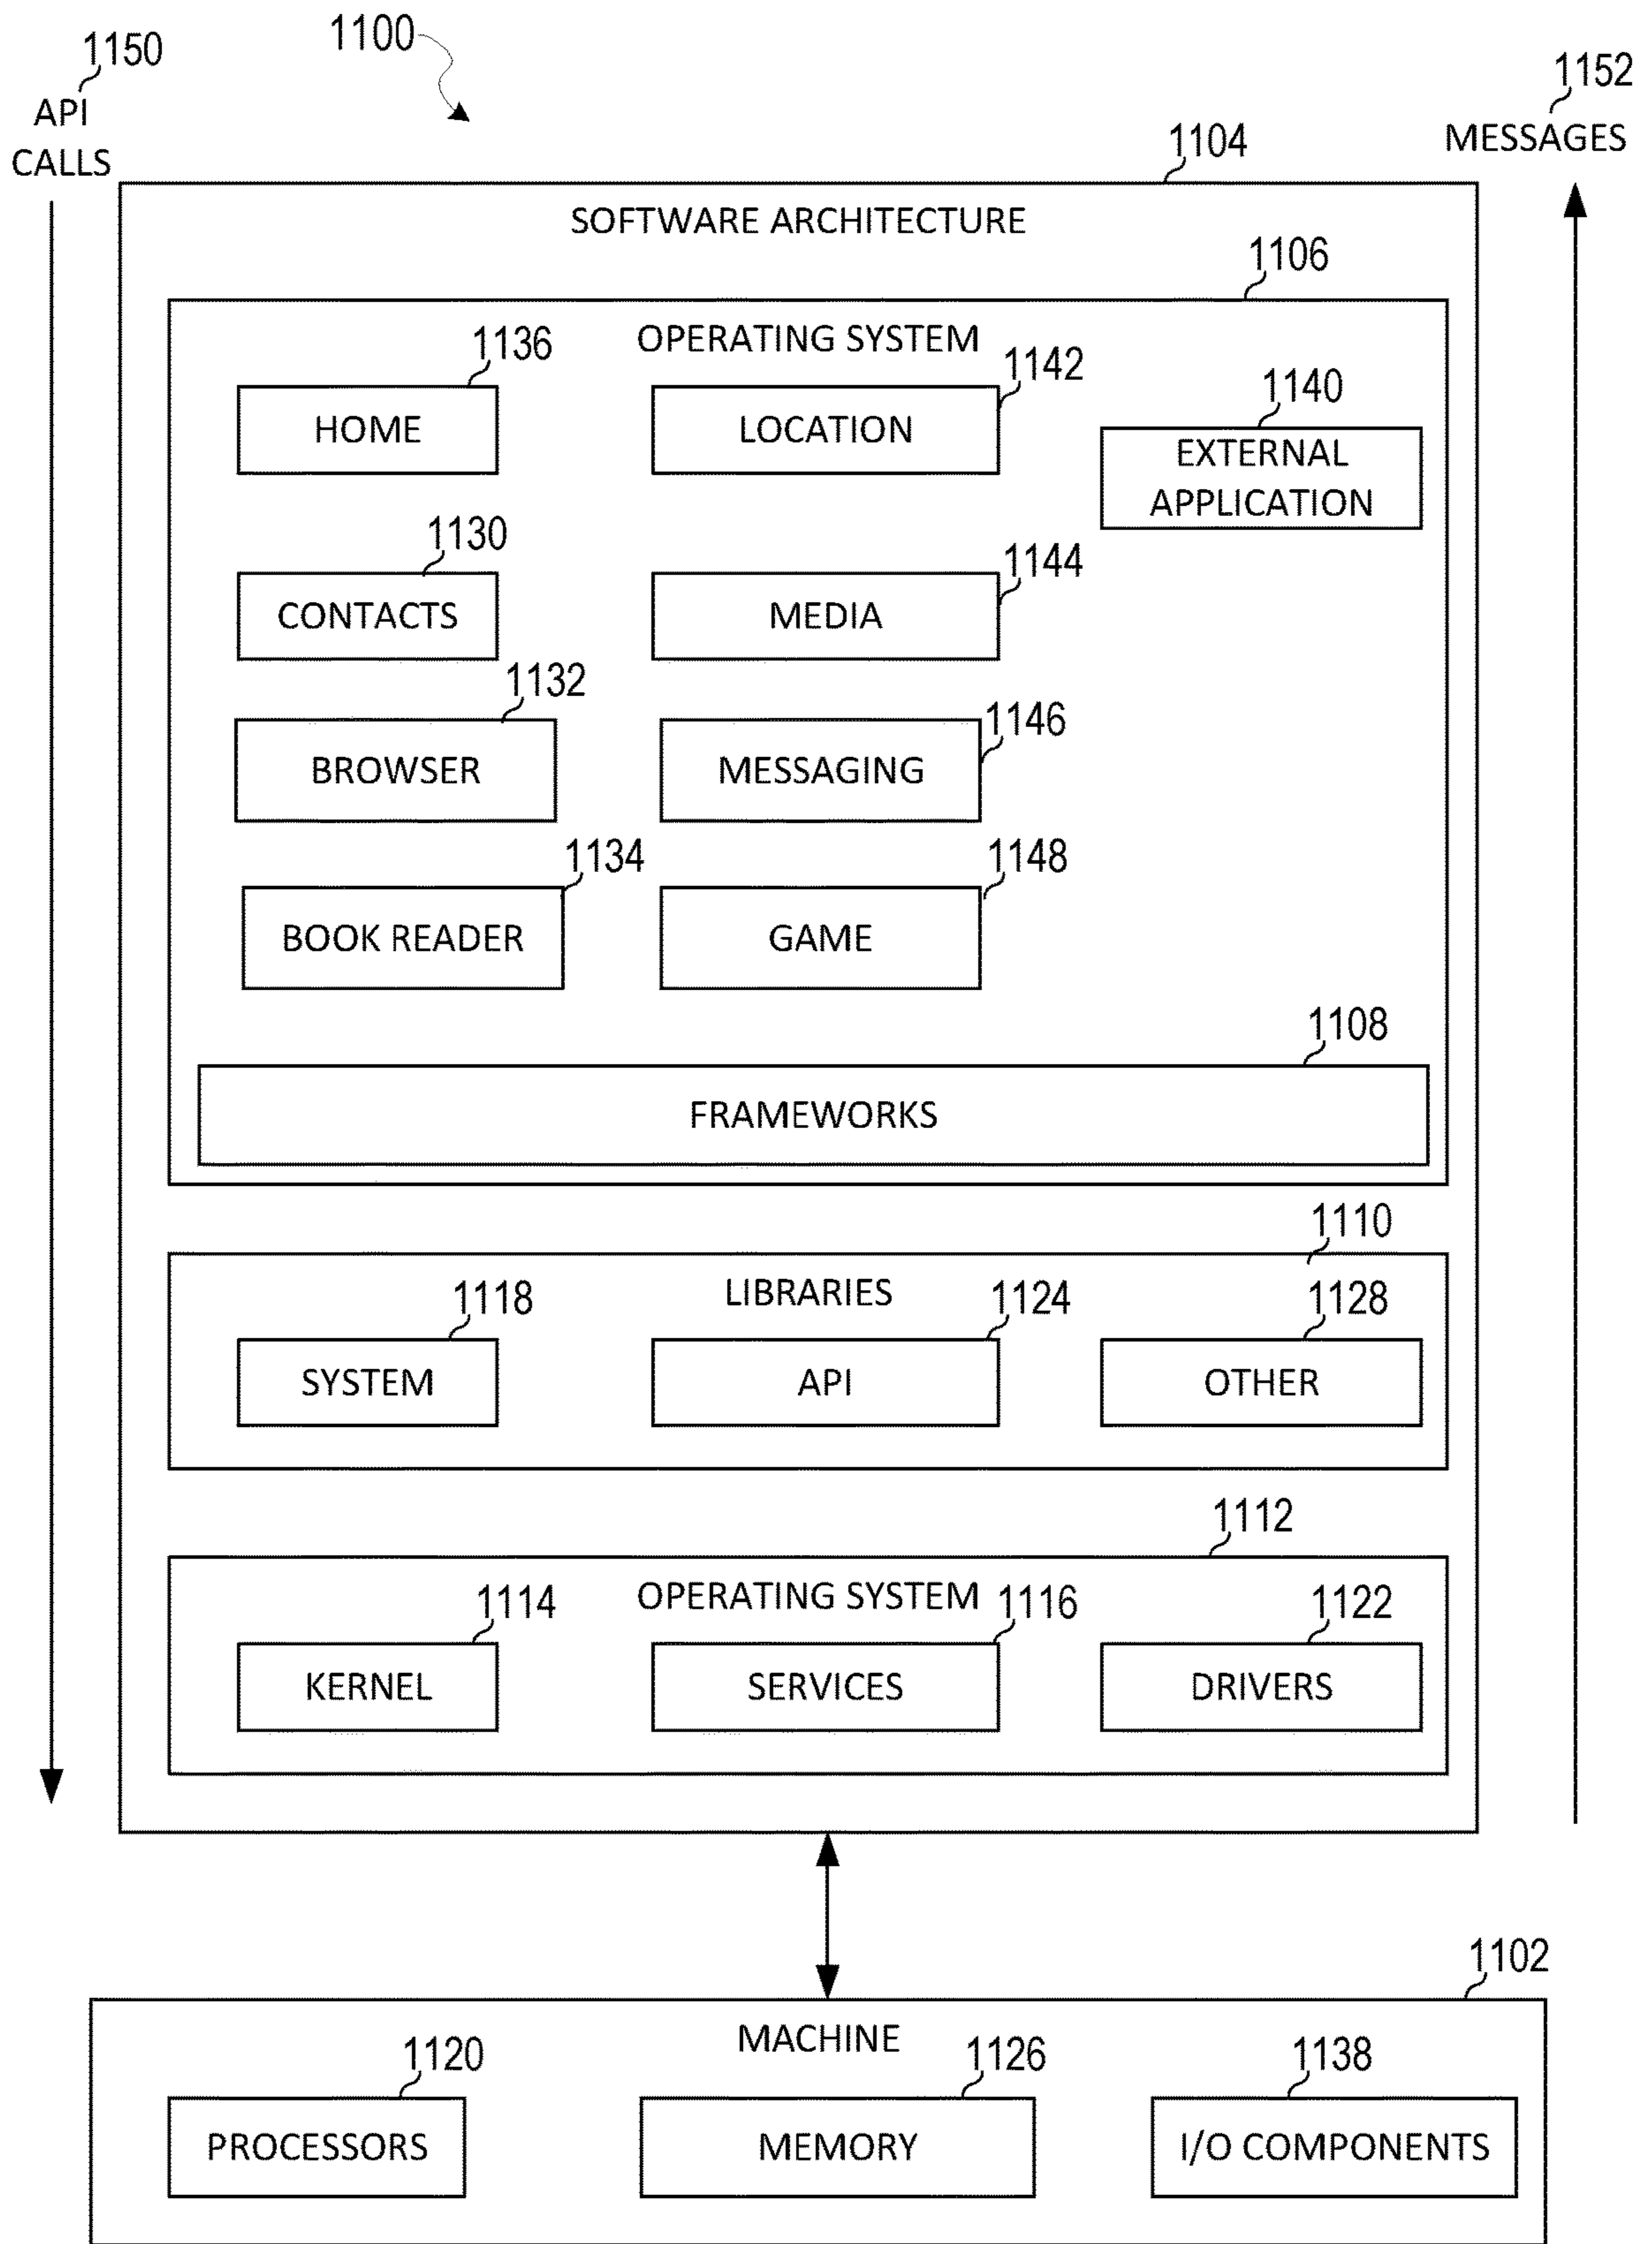 1150
1100
1152
API
CALLS
MESSAGES
1104
SOFTWARE ARCHITECTURE
1106
OPERATING SYSTEM
1136
1142
1140
HOME
LOCATION
EXTERNAL
APPLICATION
1130
1144
CONTACTS
MEDIA
1132
1146
BROWSER
MESSAGING
1134
1148
BOOK READER
GAME
1108
FRAMEWORKS
1110
LIBRARIES
1118
1124
1128
SYSTEM
API
OTHER
1112
OPERATING SYSTEM
1114
1116
1122
KERNEL
SERVICES
DRIVERS
1102
MACHINE
1120
1126
1138
PROCESSORS
MEMORY
I/O COMPONENTS